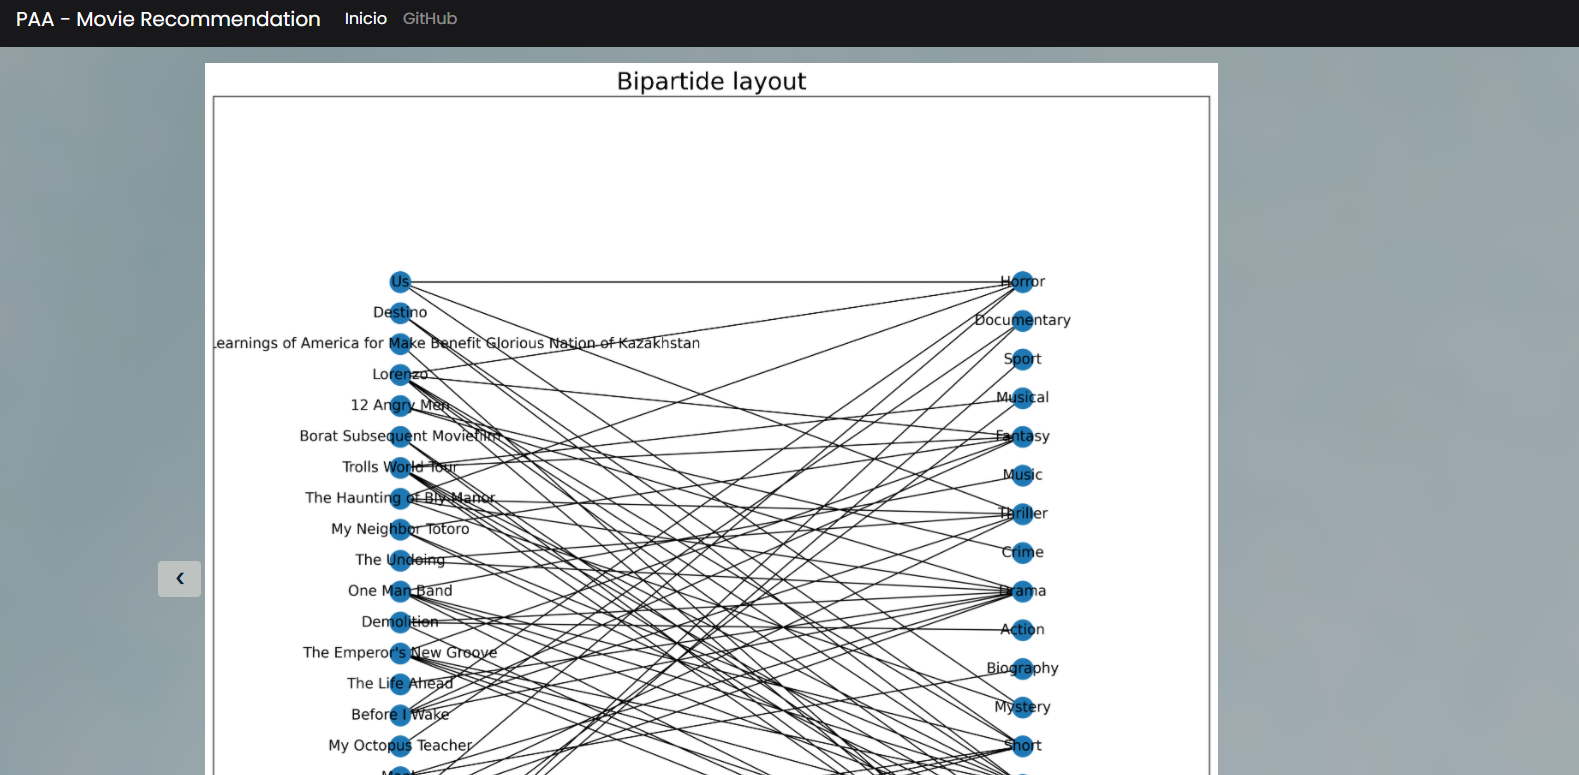 PAA - Movie Recommendation Inicio GitHub
Bipartide layout
Us Horror
Destino Documentary
Learnings of America for Make Benefit Glorious Nation of Kazakhstan Sport
Lorenzo Musical
12 Angry Men
Borat Subsequent Moviefilm Fantasy
Trolls World Tour Music
The Haunting of Bly Manor Thriller
My Neighbor Totoro
The Undoing Crime
One Man Band Drama
Demolition Action
The Emperor's New Groove Biography
The Life Ahead
Before I Wake Mystery
My Octopus Teacher Short